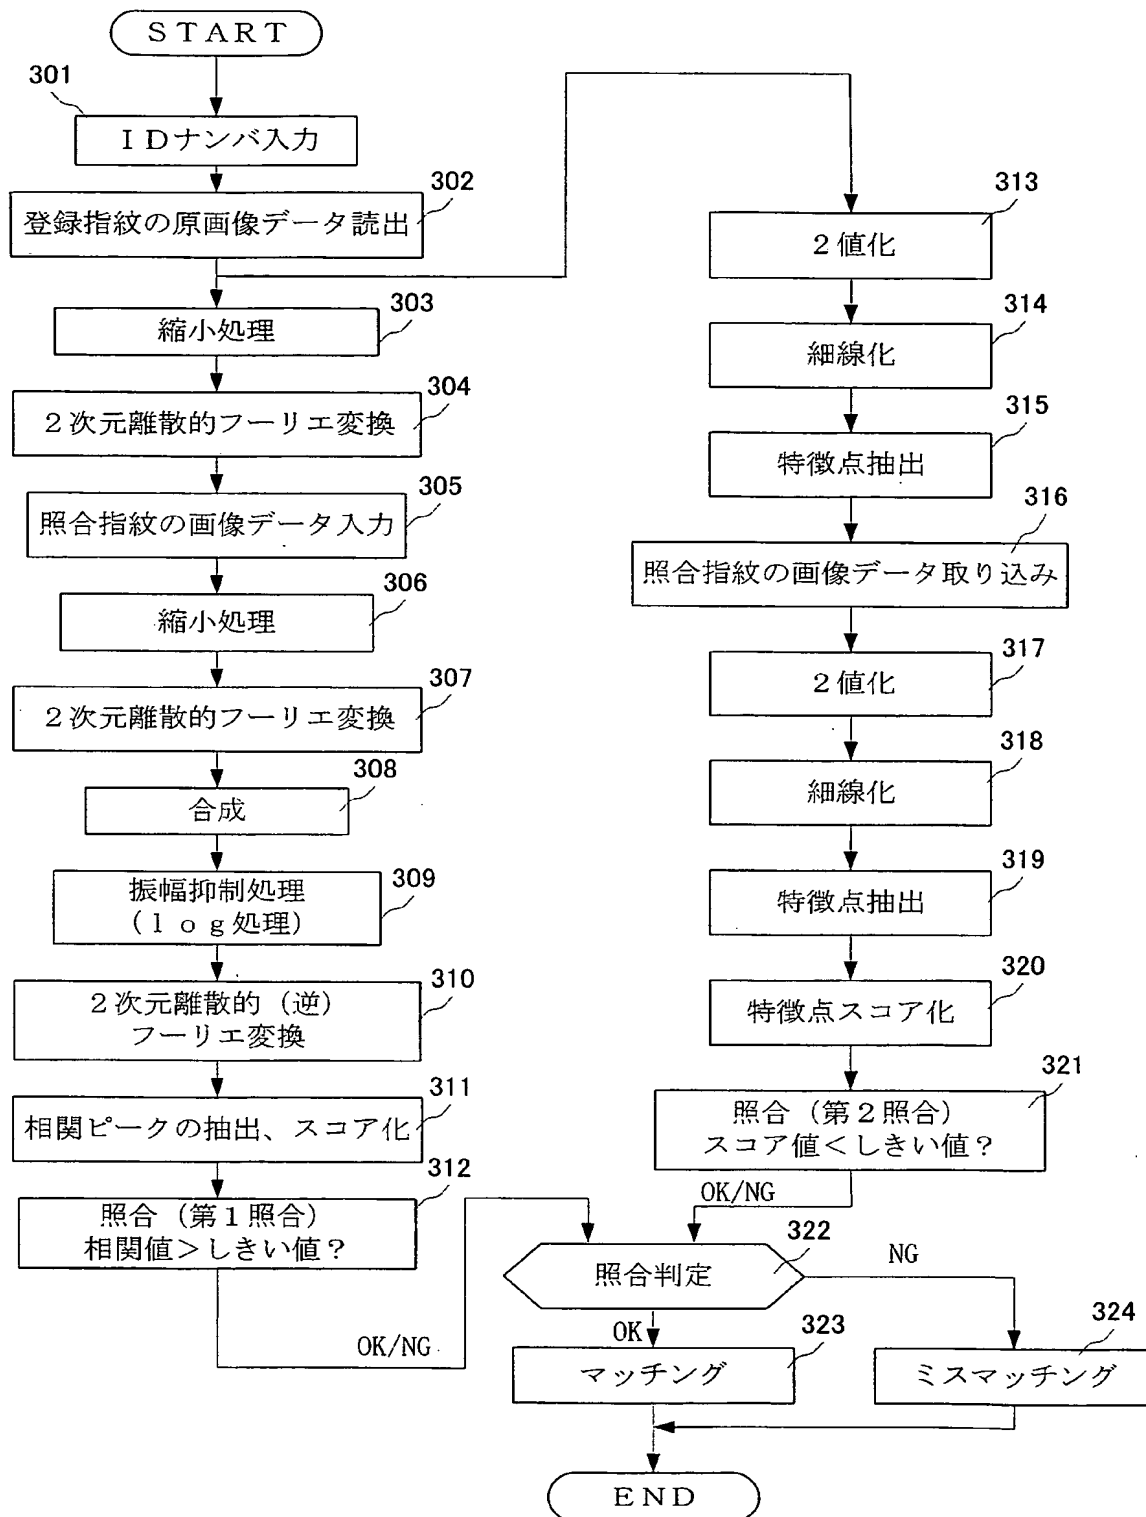 START
301
IDナンバ入力
302
登録指紋の原画像データ読出
303
縮小処理
304
2次元離散的フーリエ変換
305
照合指紋の画像データ入力
306
縮小処理
307
2次元離散的フーリエ変換
308
合成
309
振幅抑制処理
(log処理)
310
2次元離散的(逆)
フーリエ変換
311
相関ピークの抽出、スコア化
312
照合(第1照合)
相関値>しきい値?
OK/NG
313
2値化
314
細線化
315
特徴点抽出
316
照合指紋の画像データ取り込み
317
2値化
318
細線化
319
特徴点抽出
320
特徴点スコア化
321
照合(第2照合)
スコア値<しきい値?
OK/NG
322
照合判定
NG
OK
323
マッチング
324
ミスマッチング
END